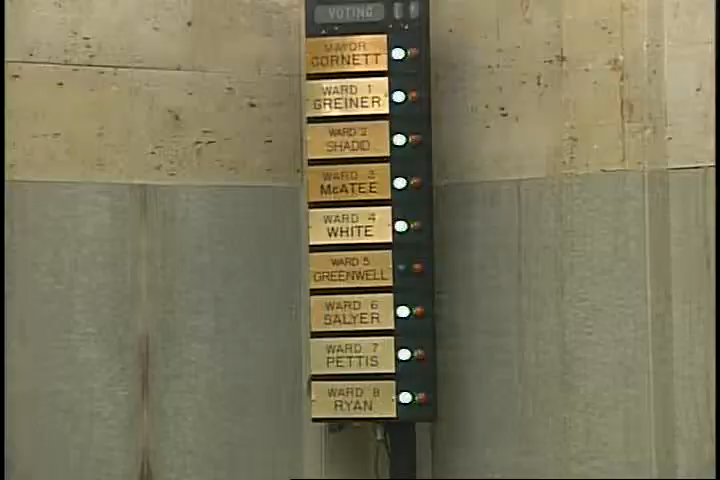 VOTING
MAYOR
CORNETT
WARD 1
GREINER
WARD 2
SHADID
WARD 3
McATEE
WARD 4
WHITE
WARD 5
GREENWELL
WARD 6
SALYER
WARD 7
PETTIS
WARD 8
RYAN